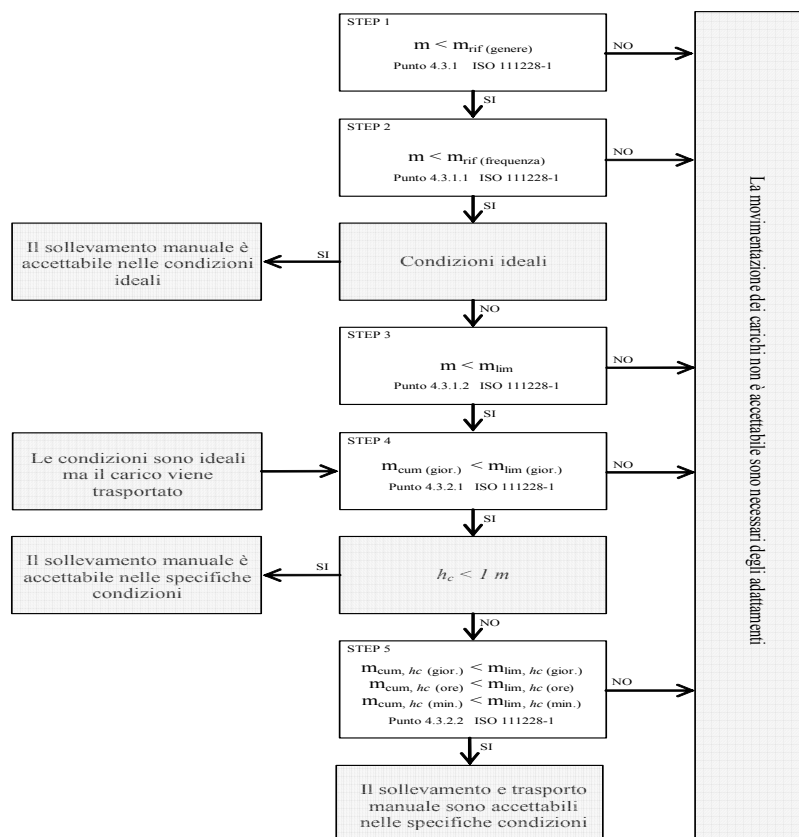 STEP 1
m < mrif (genere)
Punto 4.3.1 ISO 111228-1
NO
SI
STEP 2
m < mrif (frequenza)
Punto 4.3.1.1 ISO 111228-1
NO
SI
Il sollevamento manuale è
accettabile nelle condizioni
ideali
SI
Condizioni ideali
NO
STEP 3
m < mlim
Punto 4.3.1.2 ISO 111228-1
NO
SI
Le condizioni sono ideali
ma il carico viene
trasportato
STEP 4
mcum (gior.) < mlim (gior.)
Punto 4.3.2.1 ISO 111228-1
NO
SI
Il sollevamento manuale è
accettabile nelle specifiche
condizioni
SI
hc < 1 m
NO
STEP 5
mcum, hc (gior.) < mlim, hc (gior.)
mcum, hc (ore) < mlim, hc (ore)
mcum, hc (min.) < mlim, hc (min.)
Punto 4.3.2.2 ISO 111228-1
NO
SI
Il sollevamento e trasporto
manuale sono accettabili
nelle specifiche condizioni
La movimentazione dei carichi non è accettabile sono necessari degli adattamenti